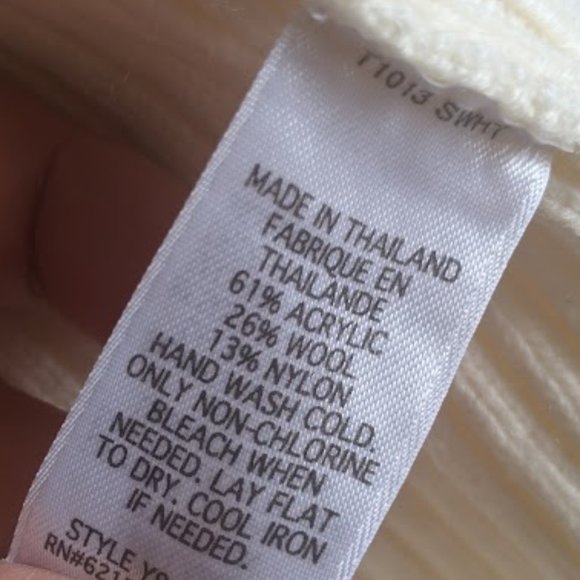 T1013 SWHT
MADE IN THAILAND
FABRIQUE EN
THAILANDE
61% ACRYLIC
26% WOOL
13% NYLON
HAND WASH COLD.
ONLY NON-CHLORINE
BLEACH WHEN
NEEDED. LAY FLAT
TO DRY. COOL IRON
IF NEEDED.
STYLE